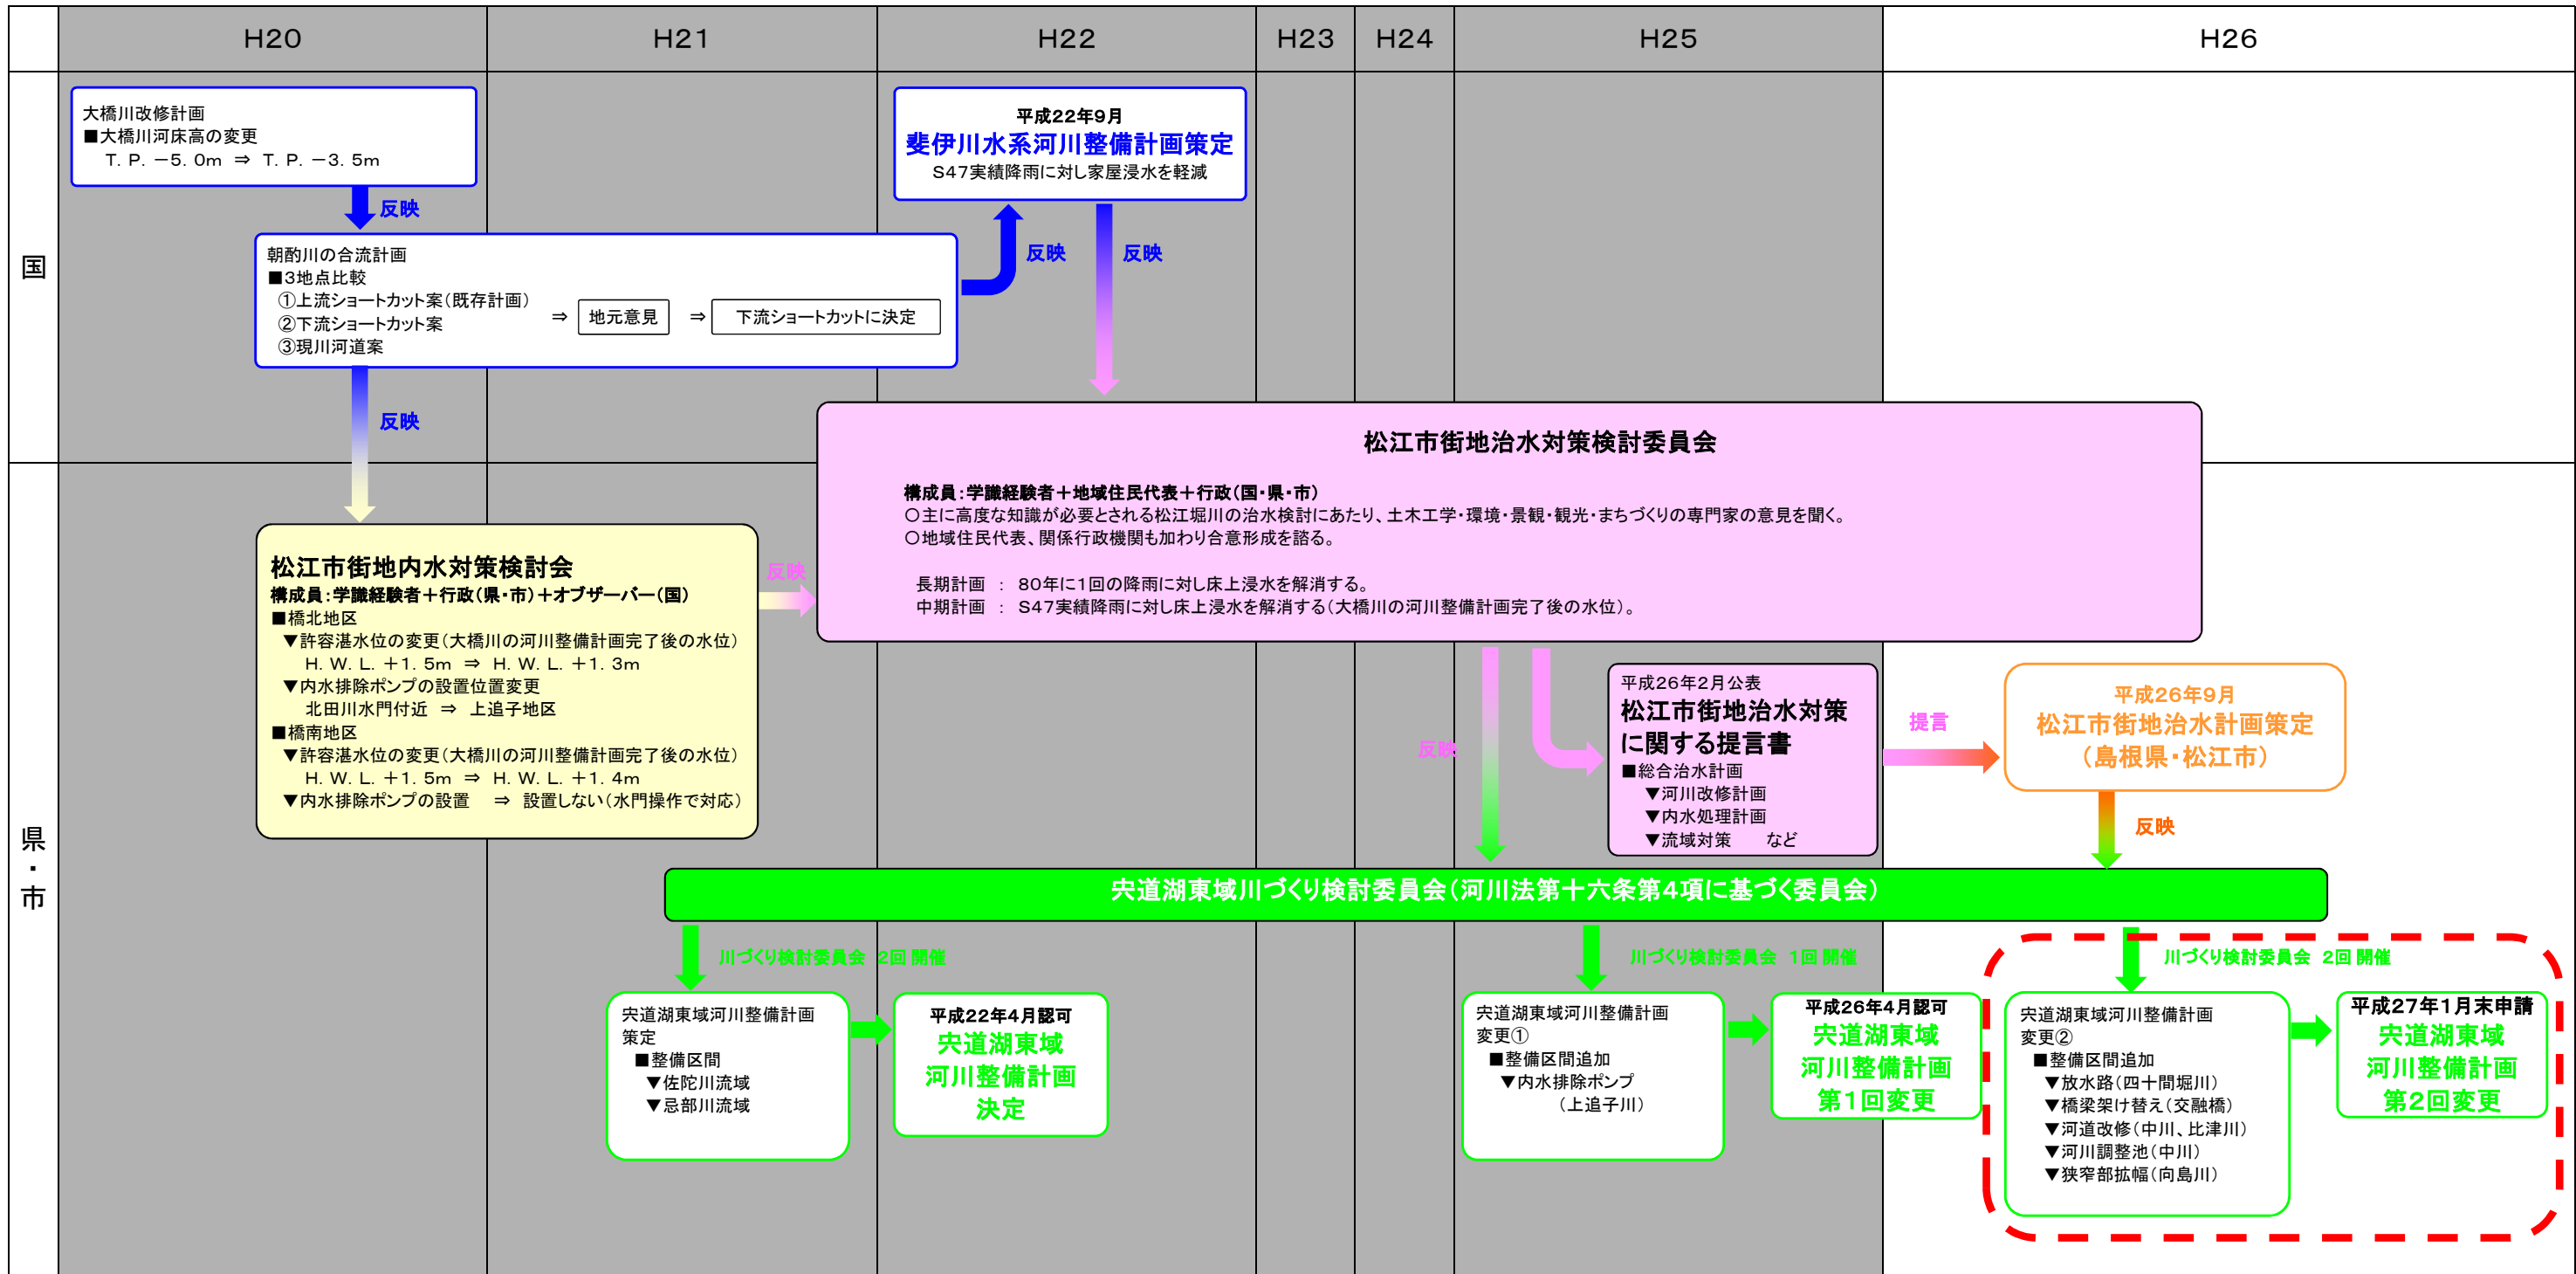 H20
H21
H22
H23
H24
H25
H26
国
大橋川改修計画
■大橋川河床高の変更
T.P.－5.0m ⇒ T.P.－3.5m
反映
朝酌川の合流計画
■3地点比較
①上流ショートカット案(既存計画)
②下流ショートカット案
③現川河道案
⇒ 地元意見 ⇒ 下流ショートカットに決定
反映
平成22年9月
斐伊川水系河川整備計画策定
S47実績降雨に対し家屋浸水を軽減
反映
反映
松江市街地治水対策検討委員会
構成員:学識経験者＋地域住民代表＋行政(国・県・市)
○主に高度な知識が必要とされる松江堀川の治水検討にあたり、土木工学・環境・景観・観光・まちづくりの専門家の意見を聞く。
○地域住民代表、関係行政機関も加わり合意形成を諮る。
長期計画 : 80年に1回の降雨に対し床上浸水を解消する。
中期計画 : S47実績降雨に対し床上浸水を解消する(大橋川の河川整備計画完了後の水位)。
県・市
松江市街地内水対策検討会
構成員:学識経験者＋行政(県・市)＋オブザーバー(国)
■橋北地区
▼許容湛水位の変更(大橋川の河川整備計画完了後の水位)
H.W.L.＋1.5m ⇒ H.W.L.＋1.3m
▼内水排除ポンプの設置位置変更
北田川水門付近 ⇒ 上追子地区
■橋南地区
▼許容湛水位の変更(大橋川の河川整備計画完了後の水位)
H.W.L.＋1.5m ⇒ H.W.L.＋1.4m
▼内水排除ポンプの設置 ⇒ 設置しない(水門操作で対応)
反映
反映
平成26年2月公表
松江市街地治水対策
に関する提言書
■総合治水計画
▼河川改修計画
▼内水処理計画
▼流域対策 など
提言
平成26年9月
松江市街地治水計画策定
(島根県・松江市)
反映
宍道湖東域川づくり検討委員会(河川法第十六条第4項に基づく委員会)
川づくり検討委員会 2回 開催
宍道湖東域河川整備計画
策定
■整備区間
▼佐陀川流域
▼忌部川流域
平成22年4月認可
宍道湖東域
河川整備計画
決定
川づくり検討委員会 1回 開催
宍道湖東域河川整備計画
変更①
■整備区間追加
▼内水排除ポンプ
(上追子川)
平成26年4月認可
宍道湖東域
河川整備計画
第1回変更
川づくり検討委員会 2回 開催
宍道湖東域河川整備計画
変更②
■整備区間追加
▼放水路(四十間堀川)
▼橋梁架け替え(交融橋)
▼河道改修(中川、比津川)
▼河川調整池(中川)
▼狭窄部拡幅(向島川)
平成27年1月末申請
宍道湖東域
河川整備計画
第2回変更